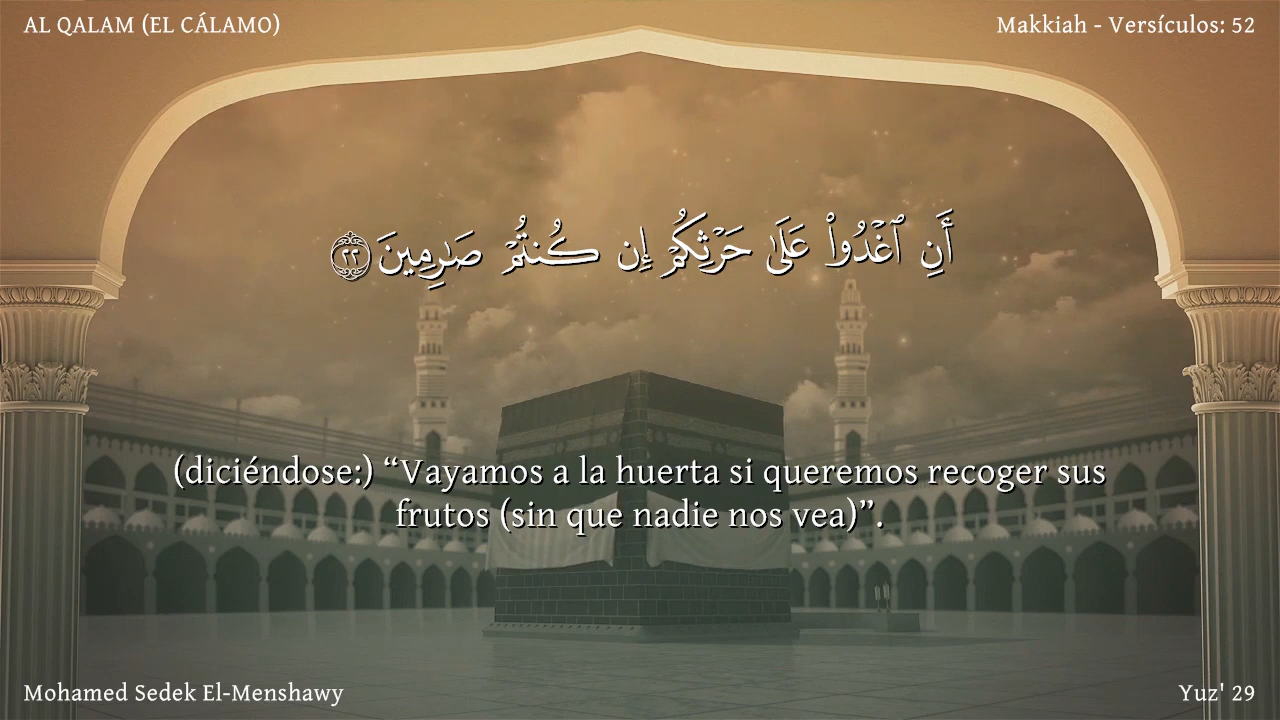 AL QALAM (EL CÁLAMO)
Makkiah - Versículos: 52
أَنِ ٱغْدُوا۟ عَلَىٰ حَرْثِكُمْ إِن كُنتُمْ صَـٰرِمِينَ ٢٢
(diciéndose:) “Vayamos a la huerta si queremos recoger sus
frutos (sin que nadie nos vea)”.
Mohamed Sedek El-Menshawy
Yuz' 29